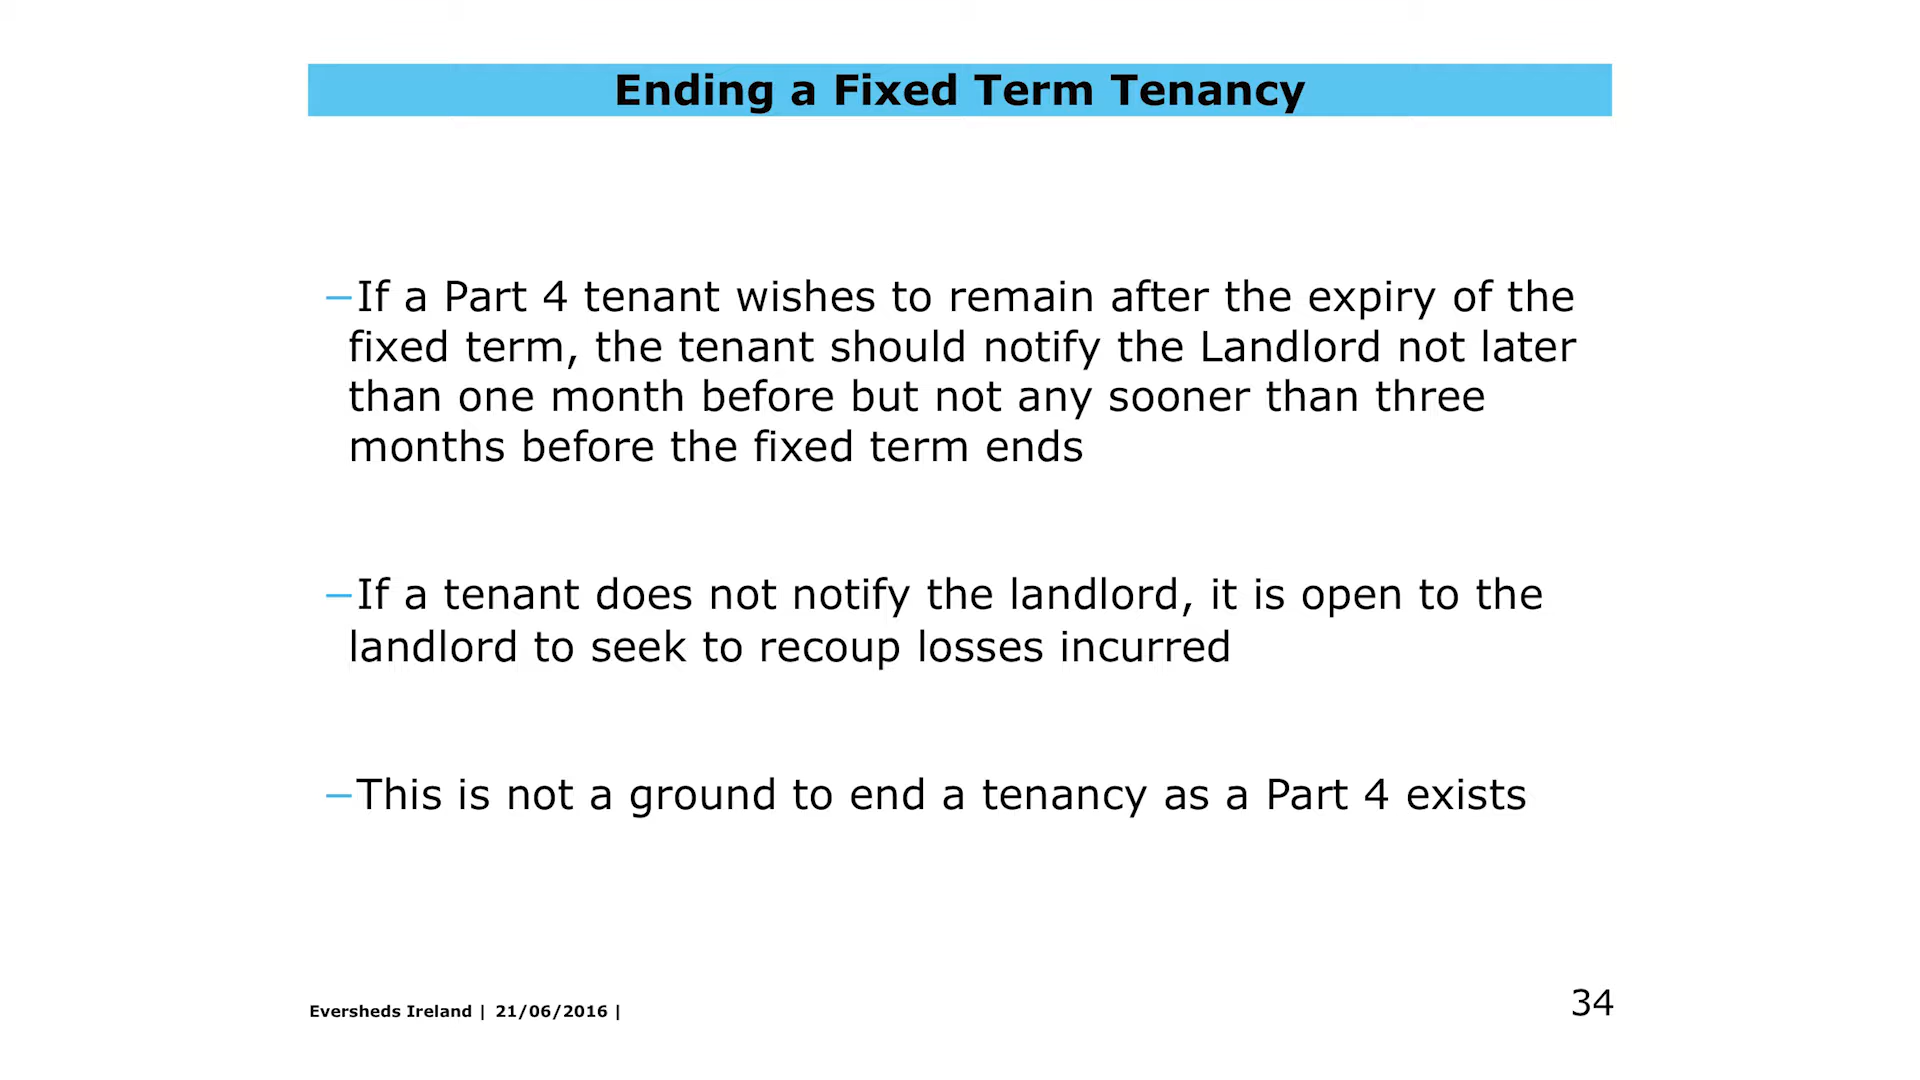 Ending a Fixed Term Tenancy
–If a Part 4 tenant wishes to remain after the expiry of the
fixed term, the tenant should notify the Landlord not later
than one month before but not any sooner than three
months before the fixed term ends
–If a tenant does not notify the landlord, it is open to the
landlord to seek to recoup losses incurred
–This is not a ground to end a tenancy as a Part 4 exists
Eversheds Ireland | 21/06/2016 |
34